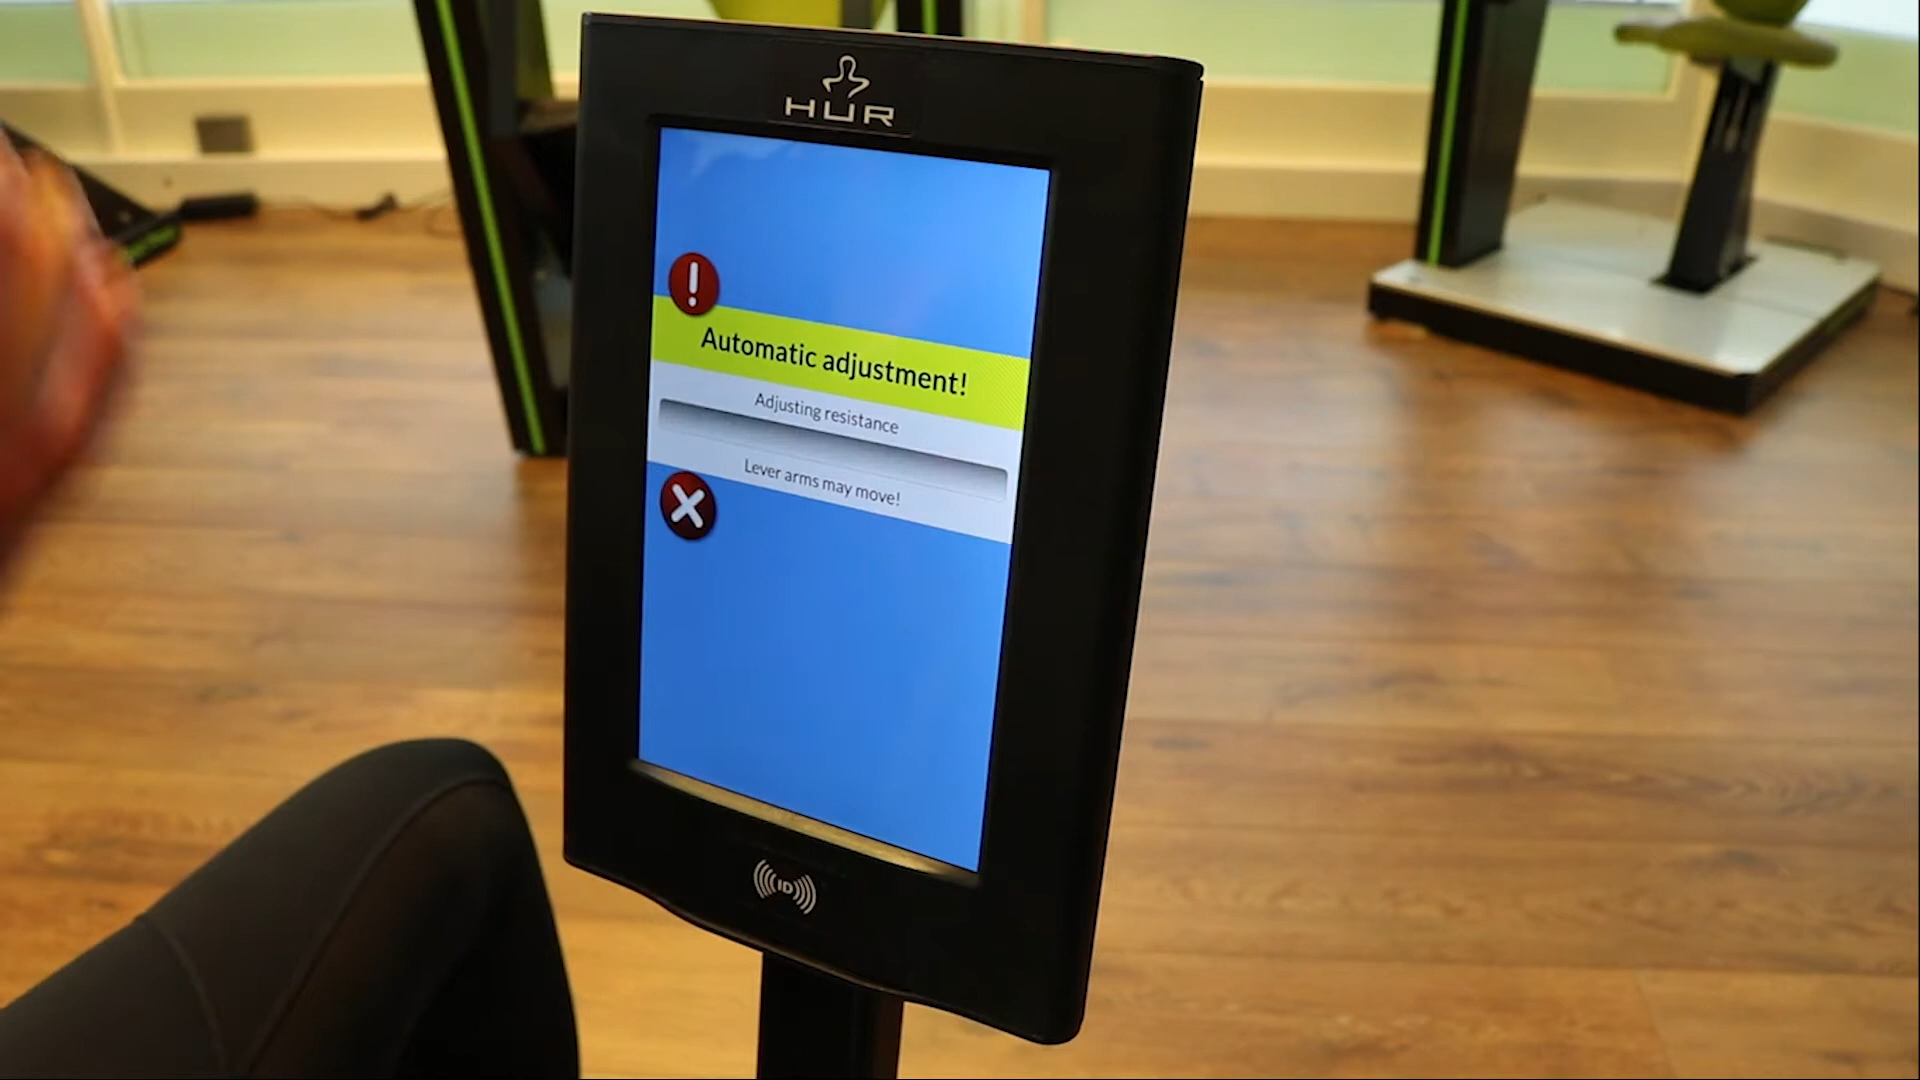 HUR
Automatic adjustment!
Adjusting resistance
Lever arms may move!
ID